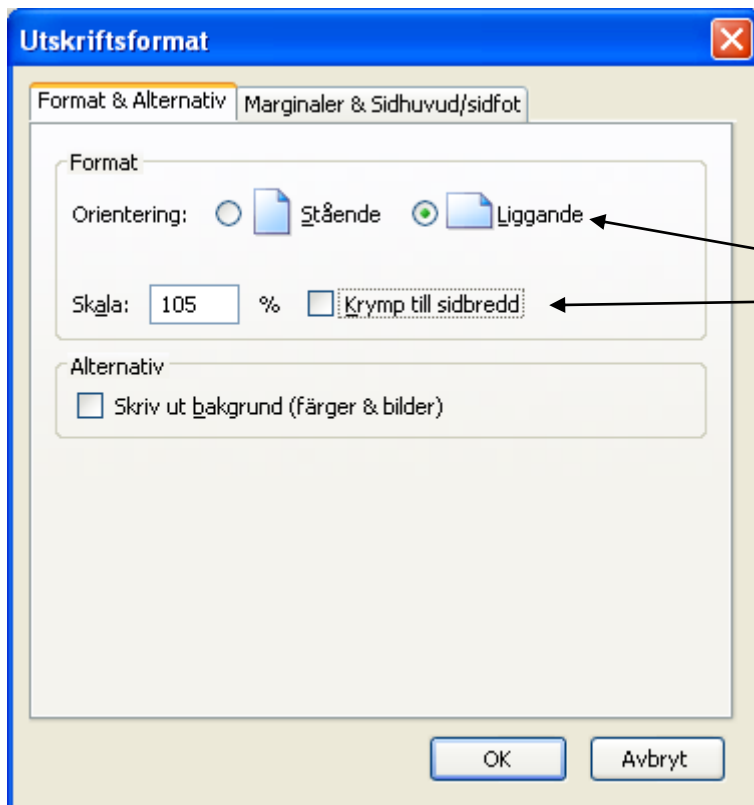 Utskriftsformat
Format & Alternativ Marginaler & Sidhuvud/sidfot
Format
Orientering: Stående Liggande
Skala: 105 % Krymp till sidbredd
Alternativ
Skriv ut bakgrund (färger & bilder)
OK Avbryt